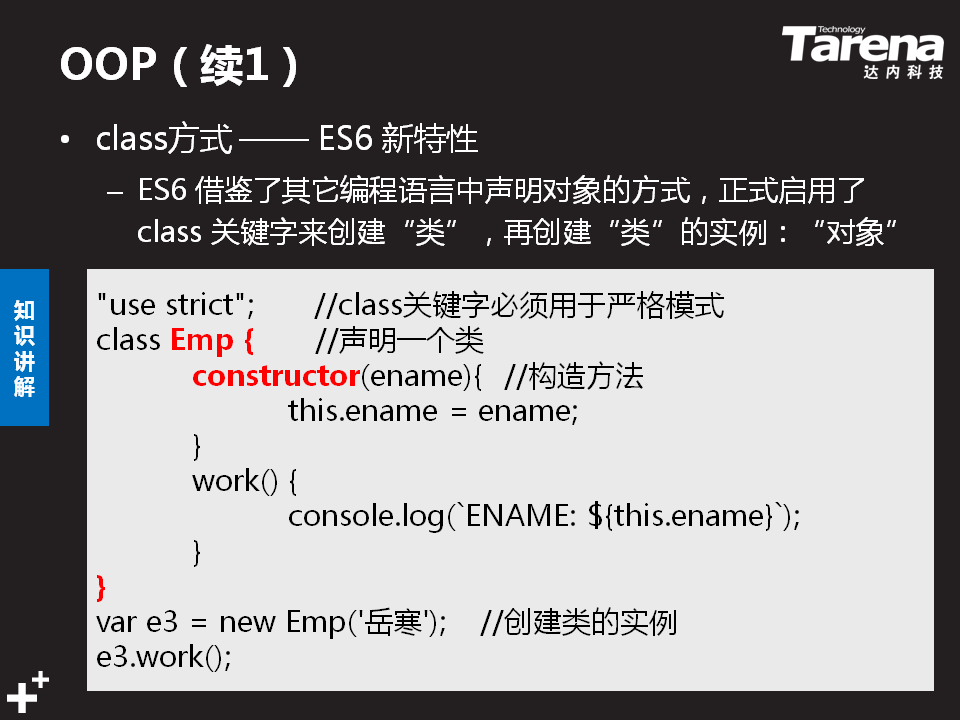 OOP（续1）
Technology
Tarena
达内科技
• class方式 —— ES6 新特性
– ES6 借鉴了其它编程语言中声明对象的方式，正式启用了
class 关键字来创建“类”，再创建“类”的实例：“对象”
知识讲解
"use strict"; //class关键字必须用于严格模式
class Emp { //声明一个类
constructor(ename){ //构造方法
this.ename = ename;
}
work() {
console.log(`ENAME: ${this.ename}`);
}
}
var e3 = new Emp('岳寒'); //创建类的实例
e3.work();